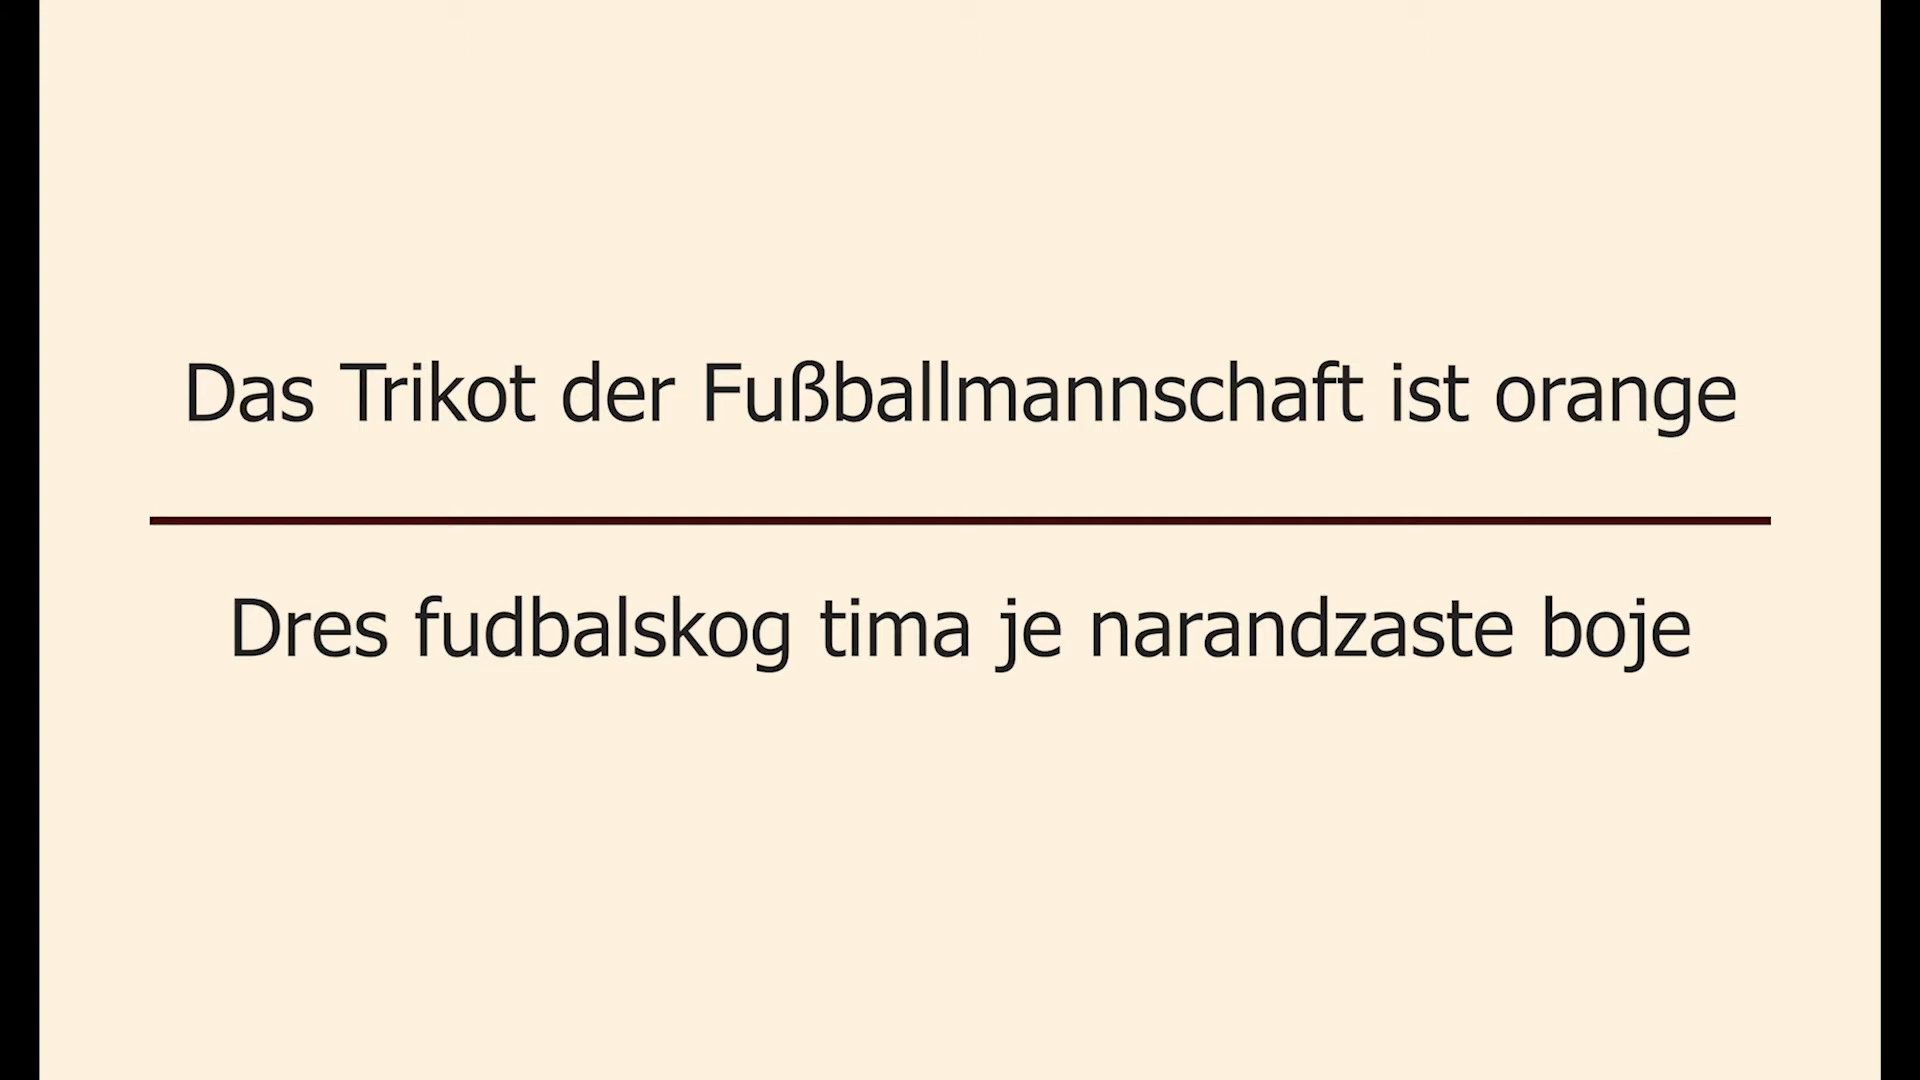 Das Trikot der Fußballmannschaft ist orange
Dres fudbalskog tima je narandzaste boje